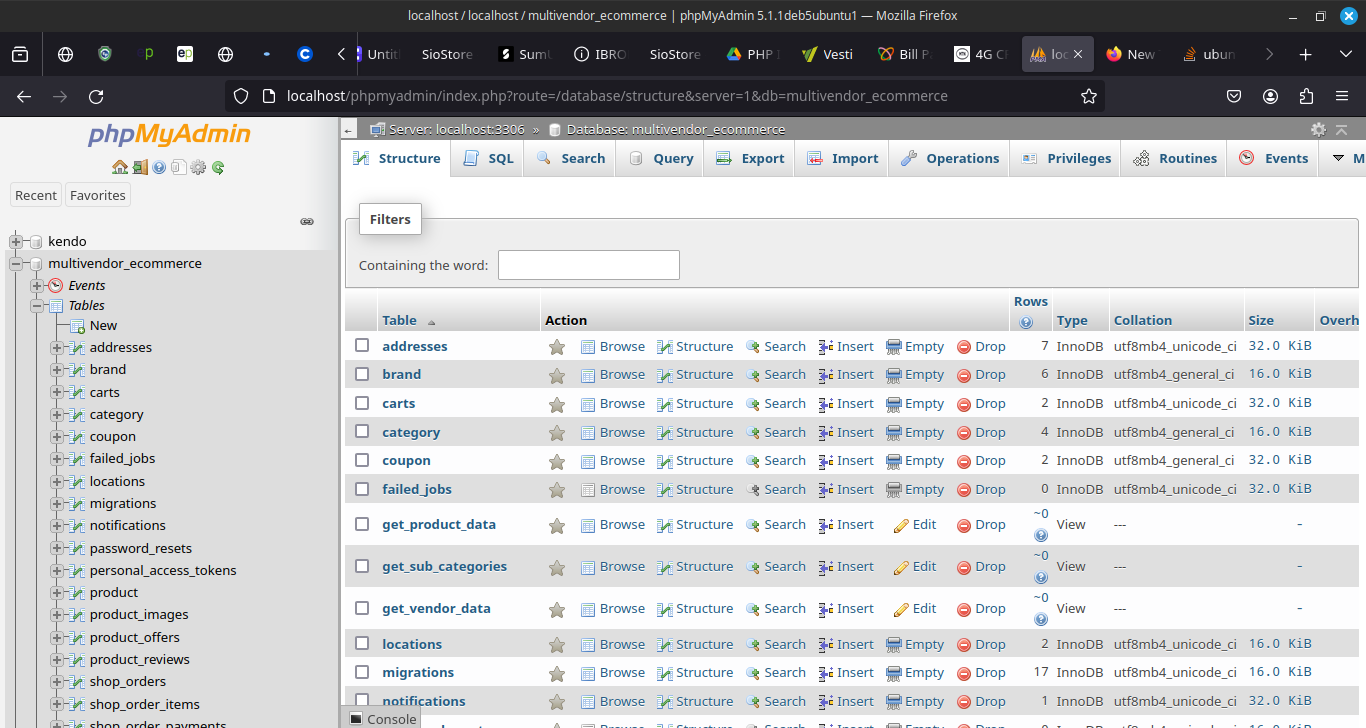 localhost / localhost / multivendor_ecommerce | phpMyAdmin 5.1.1deb5ubuntu1 — Mozilla Firefox
p ep C Untit SioStore S Sum IBRO SioStore PHP Vesti Bill P 4G C loc New ubun
localhost/phpmyadmin/index.php?route=/database/structure&server=1&db=multivendor_ecommerce
phpMyAdmin
Recent Favorites
kendo
multivendor_ecommerce
Events
Tables
New
addresses
brand
carts
category
coupon
failed_jobs
locations
migrations
notifications
password_resets
personal_access_tokens
product
product_images
product_offers
product_reviews
shop_orders
shop_order_items
shop_order_payments
Server: localhost:3306 » Database: multivendor_ecommerce
Structure SQL Search Query Export Import Operations Privileges Routines Events M
Filters
Containing the word:
Table Action Rows Type Collation Size Overh
addresses Browse Structure Search Insert Empty Drop 7 InnoDB utf8mb4_unicode_ci 32.0 KiB
brand Browse Structure Search Insert Empty Drop 6 InnoDB utf8mb4_general_ci 16.0 KiB
carts Browse Structure Search Insert Empty Drop 2 InnoDB utf8mb4_unicode_ci 32.0 KiB
category Browse Structure Search Insert Empty Drop 4 InnoDB utf8mb4_general_ci 16.0 KiB
coupon Browse Structure Search Insert Empty Drop 2 InnoDB utf8mb4_general_ci 32.0 KiB
failed_jobs Browse Structure Search Insert Empty Drop 0 InnoDB utf8mb4_unicode_ci 32.0 KiB
get_product_data Browse Structure Search Insert Edit Drop ~0 View --- -
get_sub_categories Browse Structure Search Insert Edit Drop ~0 View --- -
get_vendor_data Browse Structure Search Insert Edit Drop ~0 View --- -
locations Browse Structure Search Insert Empty Drop 2 InnoDB utf8mb4_unicode_ci 16.0 KiB
migrations Browse Structure Search Insert Empty Drop 17 InnoDB utf8mb4_unicode_ci 16.0 KiB
notifications Browse Structure Search Insert Empty Drop 1 InnoDB utf8mb4_unicode_ci 32.0 KiB
Console